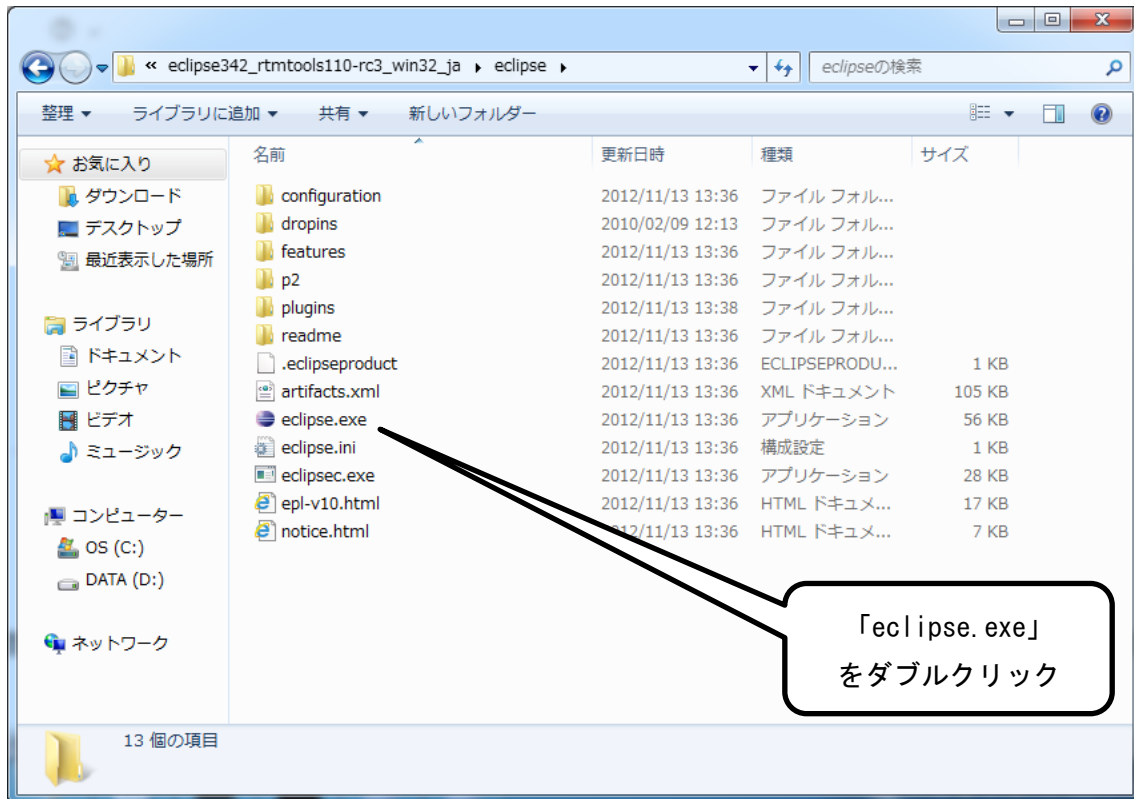 « eclipse342_rtmtools110-rc3_win32_ja ▸ eclipse ▸
eclipseの検索
整理 ライブラリに追加 共有 新しいフォルダー
お気に入り
ダウンロード
デスクトップ
最近表示した場所
ライブラリ
ドキュメント
ピクチャ
ビデオ
ミュージック
コンピューター
OS (C:)
DATA (D:)
ネットワーク
名前 更新日時 種類 サイズ
configuration 2012/11/13 13:36 ファイル フォル...
dropins 2010/02/09 12:13 ファイル フォル...
features 2012/11/13 13:36 ファイル フォル...
p2 2012/11/13 13:36 ファイル フォル...
plugins 2012/11/13 13:38 ファイル フォル...
readme 2012/11/13 13:36 ファイル フォル...
.eclipseproduct 2012/11/13 13:36 ECLIPSEPRODU... 1 KB
artifacts.xml 2012/11/13 13:36 XML ドキュメント 105 KB
eclipse.exe 2012/11/13 13:36 アプリケーション 56 KB
eclipse.ini 2012/11/13 13:36 構成設定 1 KB
eclipsec.exe 2012/11/13 13:36 アプリケーション 28 KB
epl-v10.html 2012/11/13 13:36 HTML ドキュメ... 17 KB
notice.html 2012/11/13 13:36 HTML ドキュメ... 7 KB
「eclipse.exe」
をダブルクリック
13 個の項目